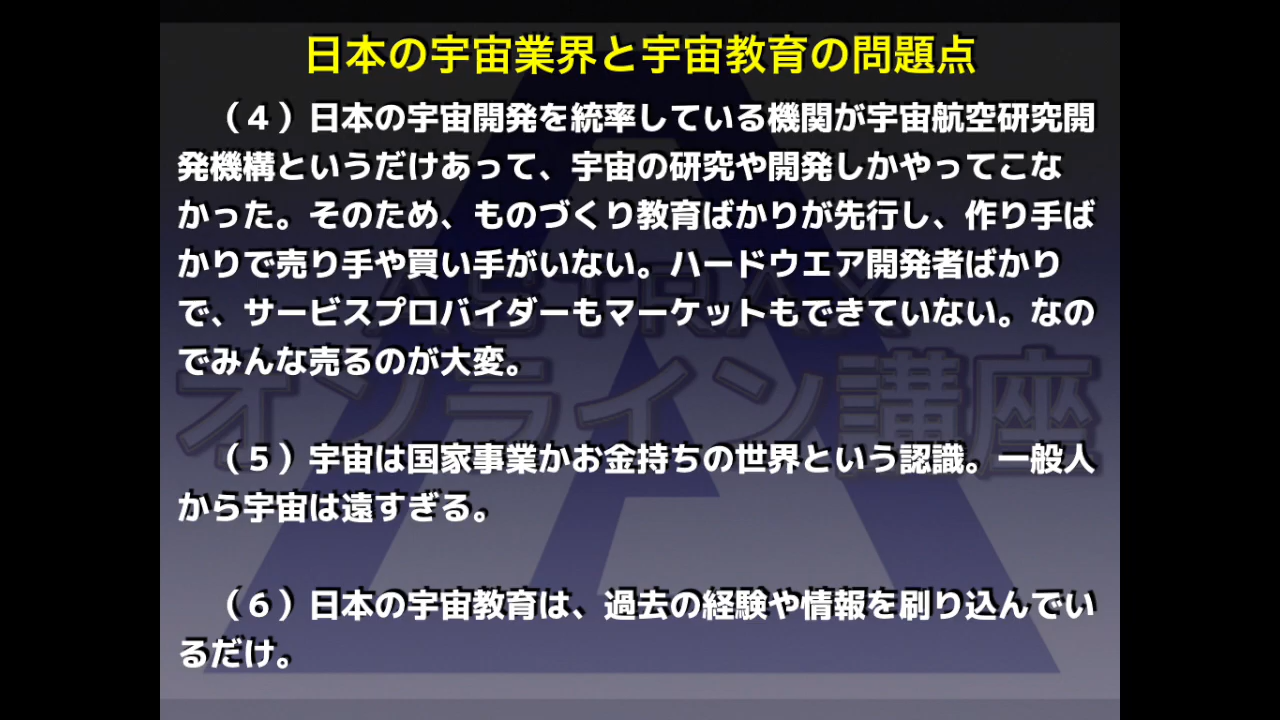 日本の宇宙業界と宇宙教育の問題点
（４）日本の宇宙開発を統率している機関が宇宙航空研究開
発機構というだけあって、宇宙の研究や開発しかやってこな
かった。そのため、ものづくり教育ばかりが先行し、作り手ば
かりで売り手や買い手がいない。ハードウエア開発者ばかり
で、サービスプロバイダーもマーケットもできていない。なの
でみんな売るのが大変。
（５）宇宙は国家事業かお金持ちの世界という認識。一般人
から宇宙は遠すぎる。
（６）日本の宇宙教育は、過去の経験や情報を刷り込んでい
るだけ。
ASTRAX
オンライン講座